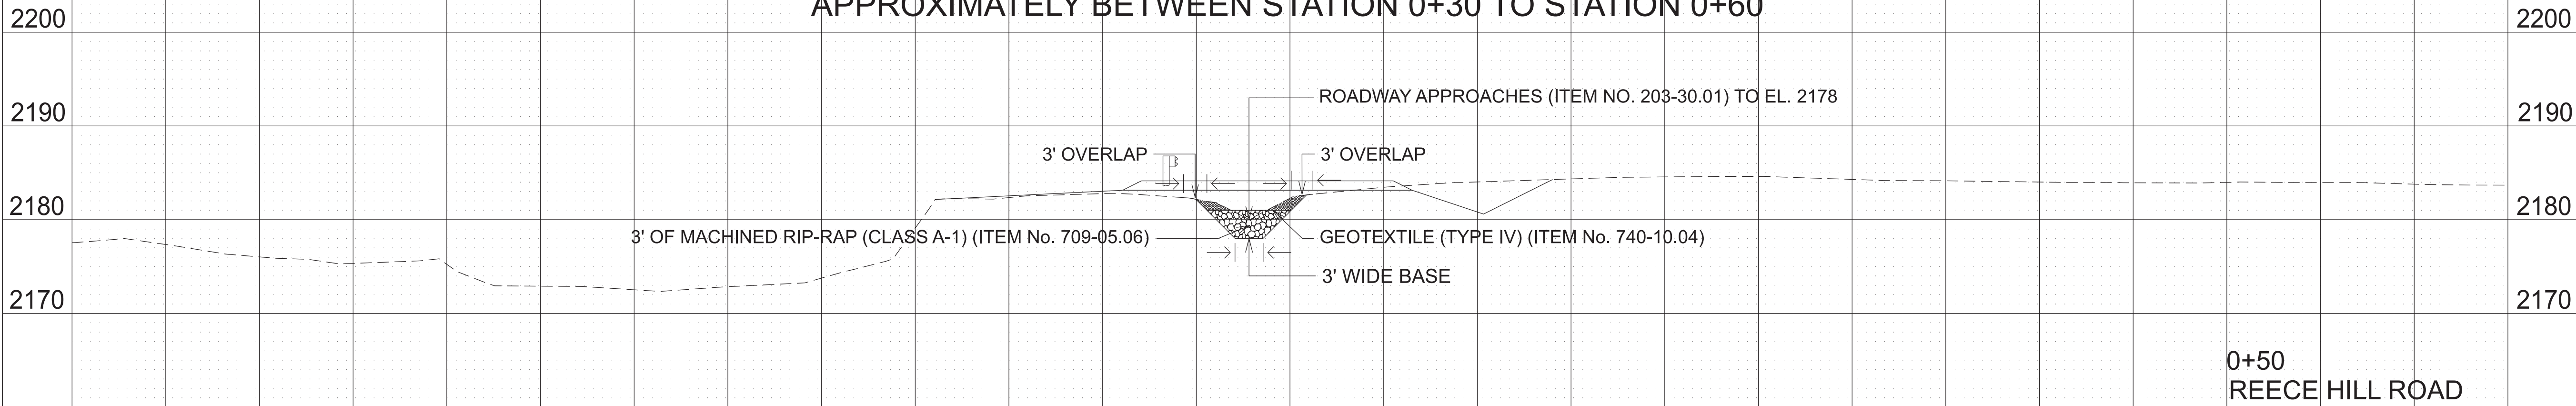 APPROXIMATELY BETWEEN STATION 0+30 TO STATION 0+60
2200 2200
ROADWAY APPROACHES (ITEM NO. 203-30.01) TO EL. 2178
2190 2190
3' OVERLAP 3' OVERLAP
2180 2180
3' OF MACHINED RIP-RAP (CLASS A-1) (ITEM No. 709-05.06) GEOTEXTILE (TYPE IV) (ITEM No. 740-10.04)
3' WIDE BASE
2170 2170
0+50
REECE HILL ROAD